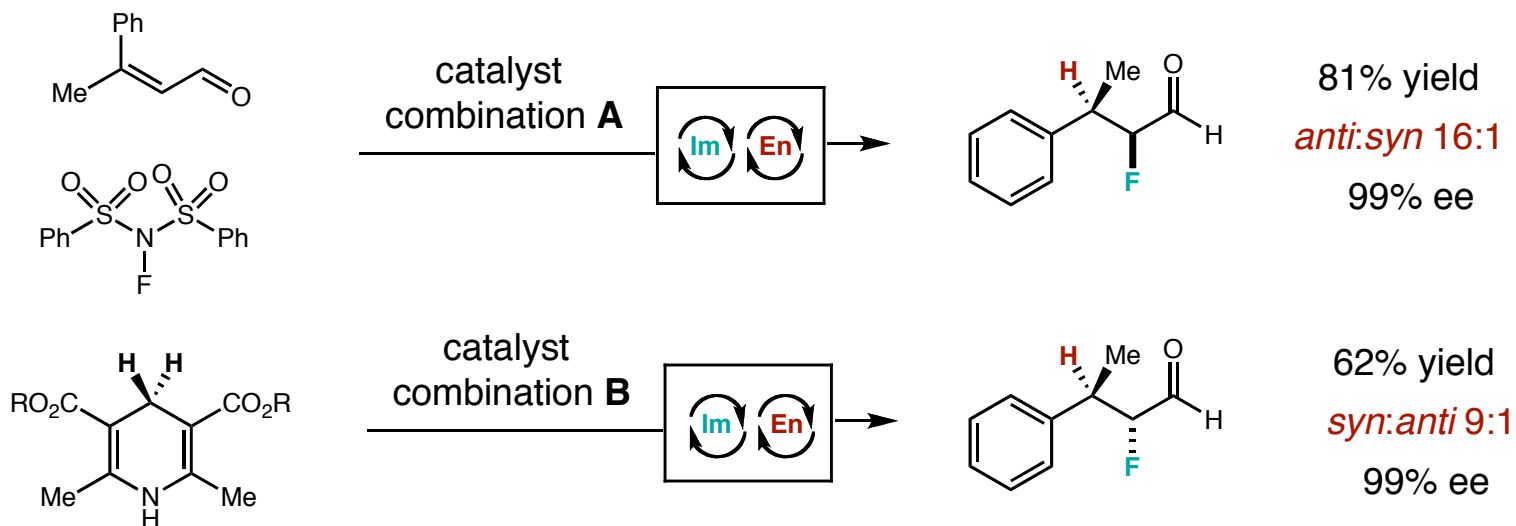 Ph
Me
O
catalyst
combination A
Im En
H Me O
H
F
81% yield
anti:syn 16:1
99% ee
O O O O
S S
Ph N Ph
F
H H
RO2C CO2R
Me N Me
H
catalyst
combination B
Im En
H Me O
H
F
62% yield
syn:anti 9:1
99% ee